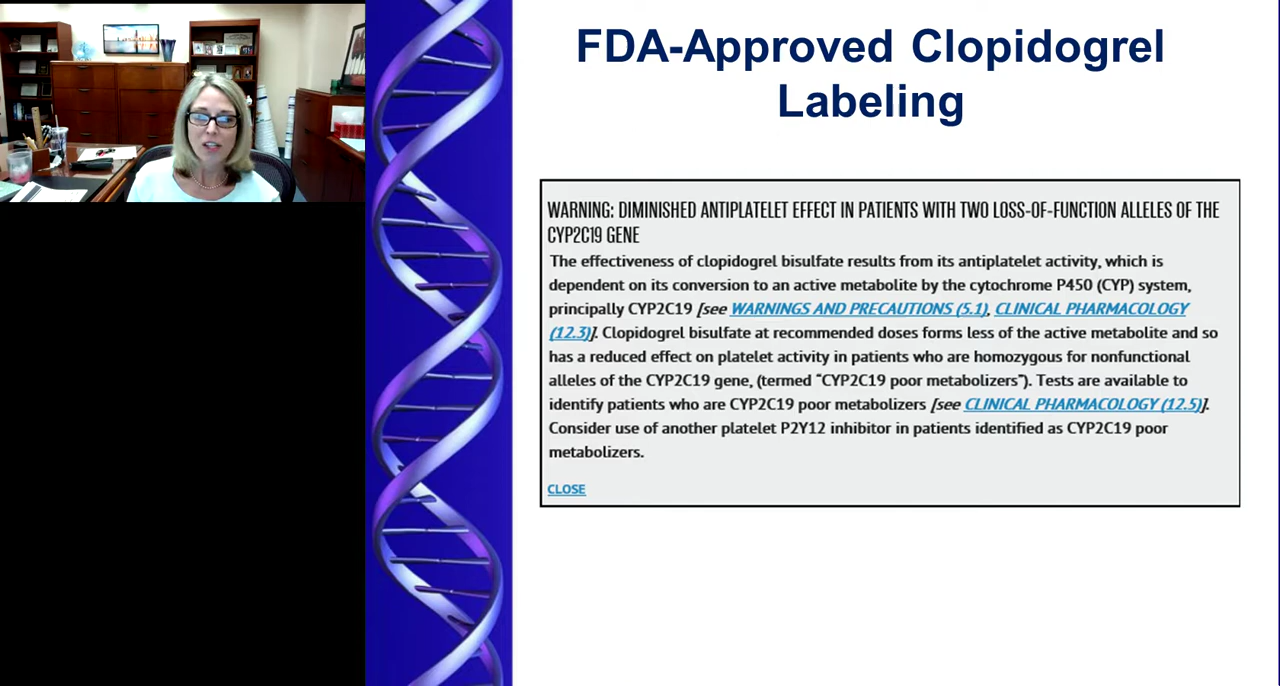 FDA-Approved Clopidogrel
Labeling
WARNING: DIMINISHED ANTIPLATELET EFFECT IN PATIENTS WITH TWO LOSS-OF-FUNCTION ALLELES OF THE
CYP2C19 GENE
The effectiveness of clopidogrel bisulfate results from its antiplatelet activity, which is
dependent on its conversion to an active metabolite by the cytochrome P450 (CYP) system,
principally CYP2C19 [see WARNINGS AND PRECAUTIONS (5.1), CLINICAL PHARMACOLOGY
(12.3)]. Clopidogrel bisulfate at recommended doses forms less of the active metabolite and so
has a reduced effect on platelet activity in patients who are homozygous for nonfunctional
alleles of the CYP2C19 gene, (termed “CYP2C19 poor metabolizers”). Tests are available to
identify patients who are CYP2C19 poor metabolizers [see CLINICAL PHARMACOLOGY (12.5)].
Consider use of another platelet P2Y12 inhibitor in patients identified as CYP2C19 poor
metabolizers.
CLOSE